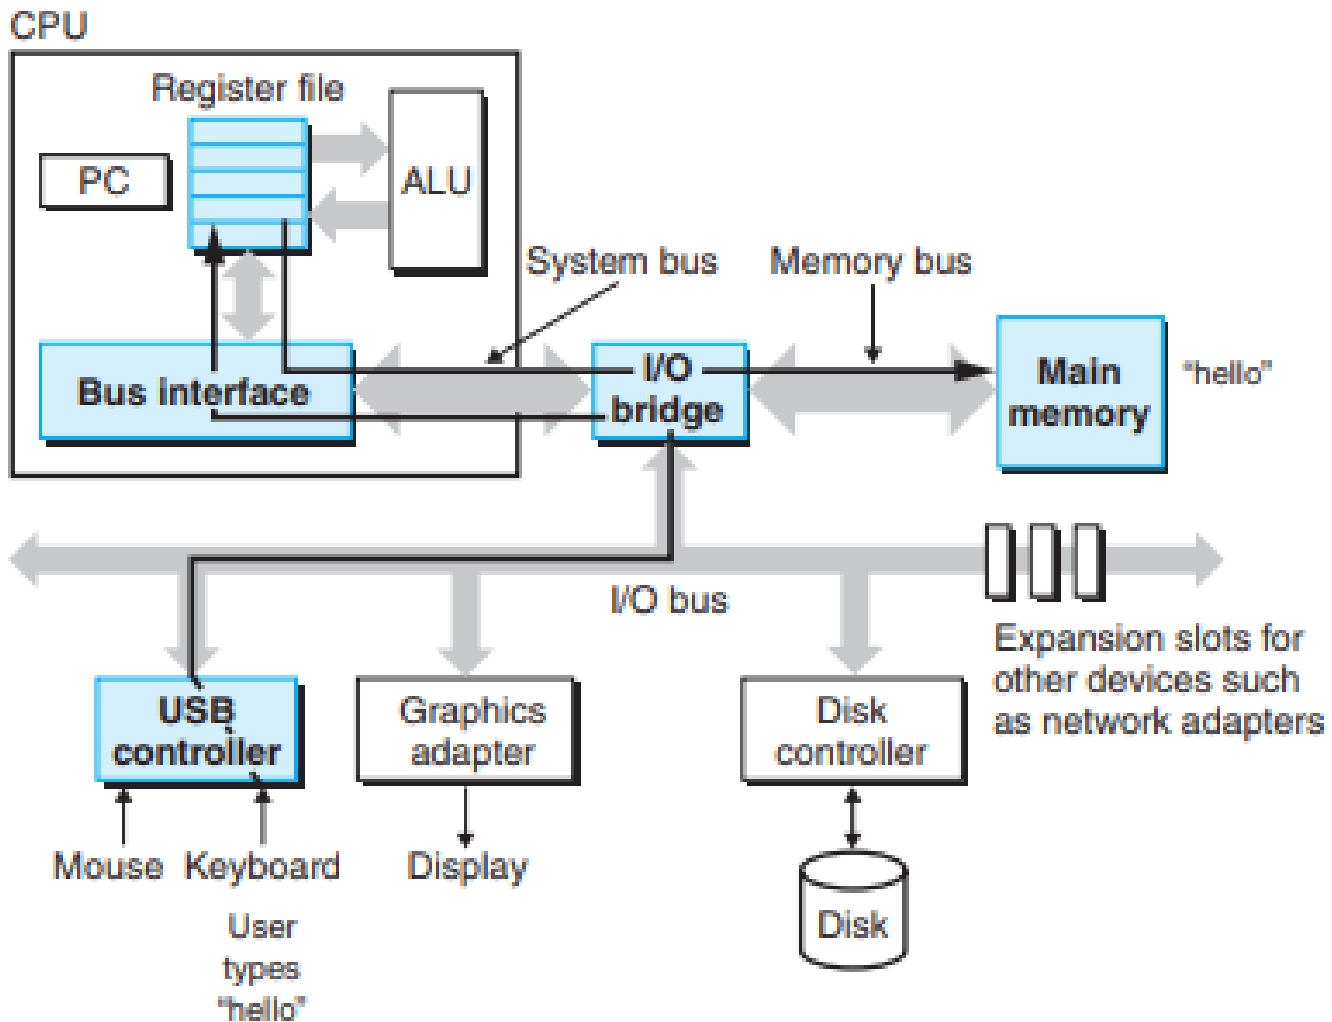 CPU
Register file
PC
ALU
System bus
Memory bus
Bus interface
I/O
bridge
Main
memory
"hello"
I/O bus
Expansion slots for
other devices such
as network adapters
USB
controller
Graphics
adapter
Disk
controller
Mouse
Keyboard
Display
Disk
User
types
"hello"